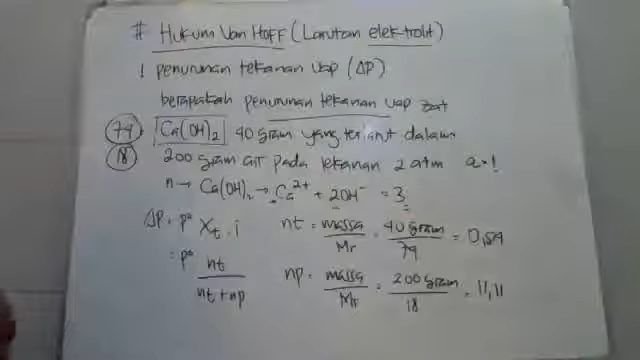 # Hukum Van Hoff (Larutan elektrolit)
! penurunan tekanan uap (ΔP)
berapakah penurunan tekanan uap zat
74 Ca(OH)₂ 40 gram yang terlarut dalam
18 200 gram air pada tekanan 2 atm α=1
n → Ca(OH)₂ → Ca²⁺ + 2OH⁻ = 3
ΔP = P° Xt . i nt = massa/Mr = 40 gram/74 = 0,54
= P° nt/nt+np np = massa/Mr = 200 gram/18 = 11,11